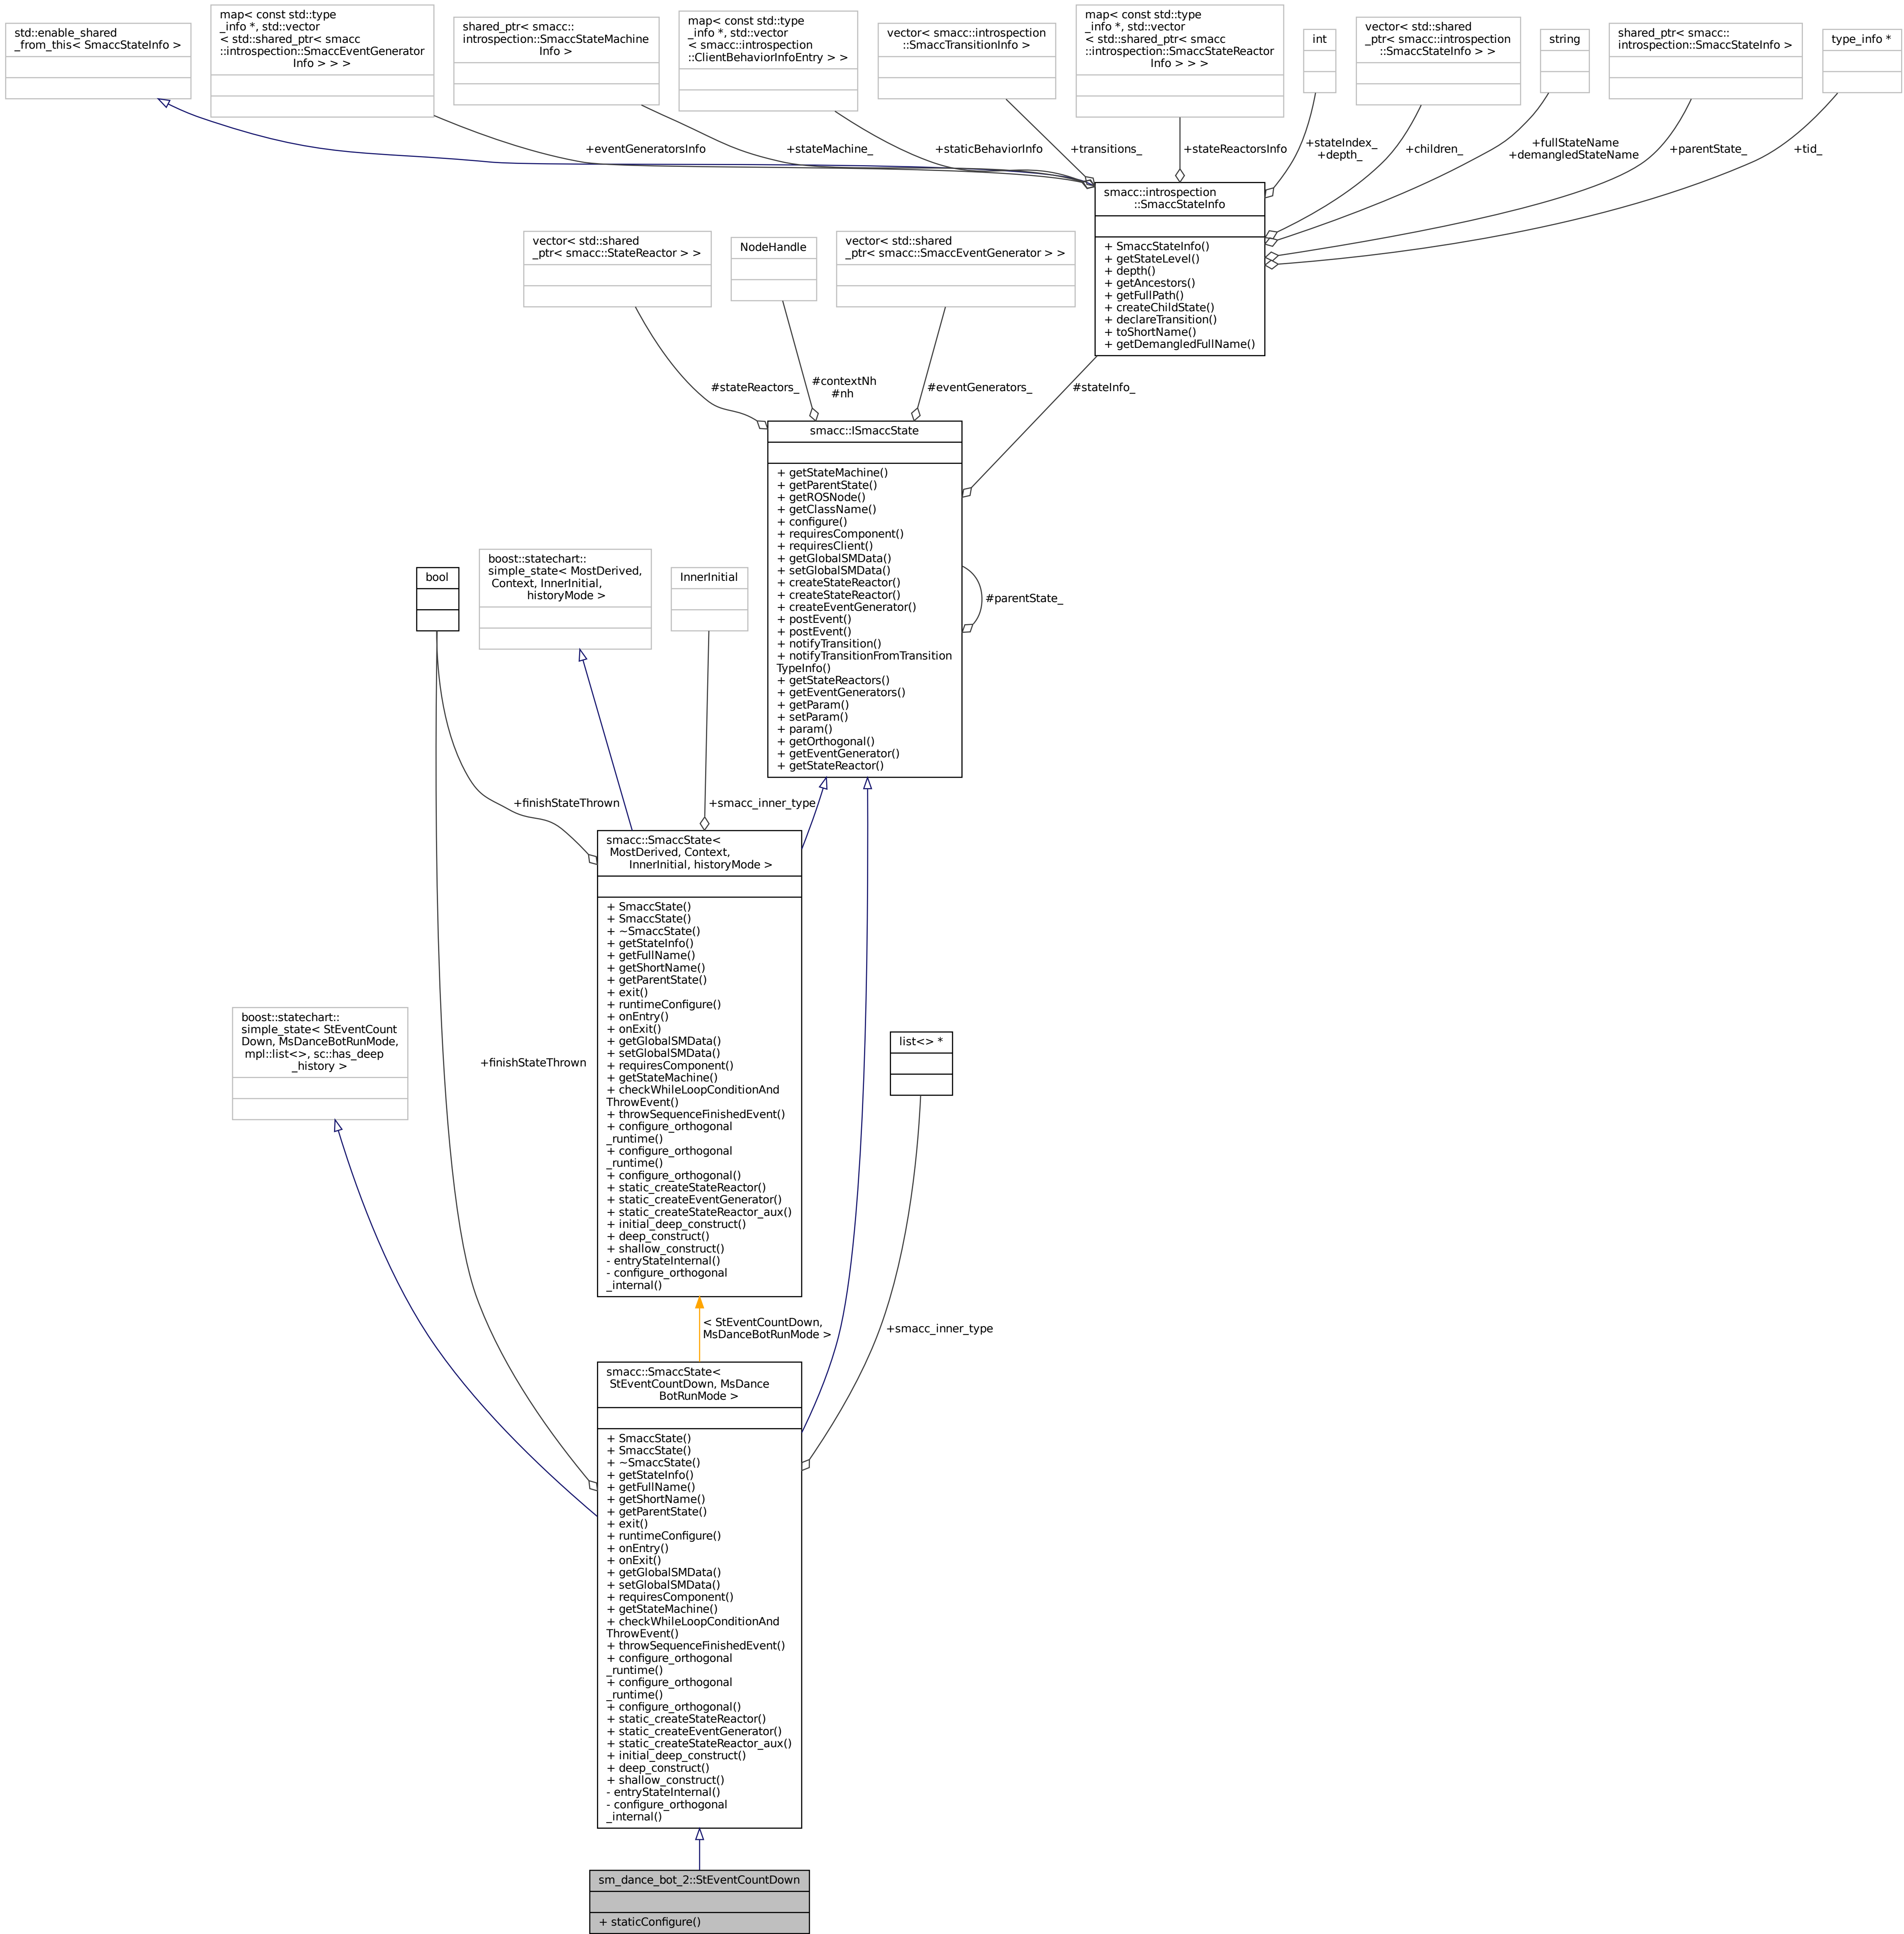 std::enable_shared
_from_this< SmaccStateInfo >
map< const std::type
_info *, std::vector
< std::shared_ptr< smacc
::introspection::SmaccEventGenerator
Info > > >
shared_ptr< smacc::
introspection::SmaccStateMachine
Info >
map< const std::type
_info *, std::vector
< smacc::introspection
::ClientBehaviorInfoEntry > >
vector< smacc::introspection
::SmaccTransitionInfo >
map< const std::type
_info *, std::vector
< std::shared_ptr< smacc
::introspection::SmaccStateReactor
Info > > >
int
vector< std::shared
_ptr< smacc::introspection
::SmaccStateInfo > >
string
shared_ptr< smacc::
introspection::SmaccStateInfo >
type_info *
+eventGeneratorsInfo
+stateMachine_
+staticBehaviorInfo
+transitions_
+stateReactorsInfo
+stateIndex_
+depth_
+children_
+fullStateName
+demangledStateName
+parentState_
+tid_
smacc::introspection
::SmaccStateInfo
+ SmaccStateInfo()
+ getStateLevel()
+ depth()
+ getAncestors()
+ getFullPath()
+ createChildState()
+ declareTransition()
+ toShortName()
+ getDemangledFullName()
vector< std::shared
_ptr< smacc::StateReactor > >
NodeHandle
vector< std::shared
_ptr< smacc::SmaccEventGenerator > >
#stateReactors_
#contextNh
#nh
#eventGenerators_
#stateInfo_
smacc::ISmaccState
+ getStateMachine()
+ getParentState()
+ getROSNode()
+ getClassName()
+ configure()
+ requiresComponent()
+ requiresClient()
+ getGlobalSMData()
+ setGlobalSMData()
+ createStateReactor()
+ createStateReactor()
+ createEventGenerator()
+ postEvent()
+ postEvent()
+ notifyTransition()
+ notifyTransitionFromTransition
TypeInfo()
+ getStateReactors()
+ getEventGenerators()
+ getParam()
+ setParam()
+ param()
+ getOrthogonal()
+ getEventGenerator()
+ getStateReactor()
#parentState_
bool
boost::statechart::
simple_state< MostDerived,
Context, InnerInitial,
historyMode >
InnerInitial
+finishStateThrown
+smacc_inner_type
smacc::SmaccState<
MostDerived, Context,
InnerInitial, historyMode >
+ SmaccState()
+ SmaccState()
+ ~SmaccState()
+ getStateInfo()
+ getFullName()
+ getShortName()
+ getParentState()
+ exit()
+ runtimeConfigure()
+ onEntry()
+ onExit()
+ getGlobalSMData()
+ setGlobalSMData()
+ requiresComponent()
+ getStateMachine()
+ checkWhileLoopConditionAnd
ThrowEvent()
+ throwSequenceFinishedEvent()
+ configure_orthogonal
_runtime()
+ configure_orthogonal
_runtime()
+ configure_orthogonal()
+ static_createStateReactor()
+ static_createEventGenerator()
+ static_createStateReactor_aux()
+ initial_deep_construct()
+ deep_construct()
+ shallow_construct()
- entryStateInternal()
- configure_orthogonal
_internal()
boost::statechart::
simple_state< StEventCount
Down, MsDanceBotRunMode,
mpl::list<>, sc::has_deep
_history >
+finishStateThrown
list<> *
< StEventCountDown,
MsDanceBotRunMode >
+smacc_inner_type
smacc::SmaccState<
StEventCountDown, MsDance
BotRunMode >
+ SmaccState()
+ SmaccState()
+ ~SmaccState()
+ getStateInfo()
+ getFullName()
+ getShortName()
+ getParentState()
+ exit()
+ runtimeConfigure()
+ onEntry()
+ onExit()
+ getGlobalSMData()
+ setGlobalSMData()
+ requiresComponent()
+ getStateMachine()
+ checkWhileLoopConditionAnd
ThrowEvent()
+ throwSequenceFinishedEvent()
+ configure_orthogonal
_runtime()
+ configure_orthogonal
_runtime()
+ configure_orthogonal()
+ static_createStateReactor()
+ static_createEventGenerator()
+ static_createStateReactor_aux()
+ initial_deep_construct()
+ deep_construct()
+ shallow_construct()
- entryStateInternal()
- configure_orthogonal
_internal()
sm_dance_bot_2::StEventCountDown
+ staticConfigure()